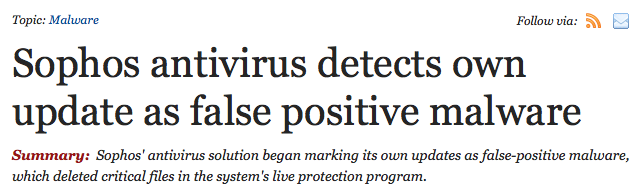 Topic: Malware
Follow via:
Sophos antivirus detects own
update as false positive malware
Summary: Sophos' antivirus solution began marking its own updates as false-positive malware,
which deleted critical files in the system's live protection program.